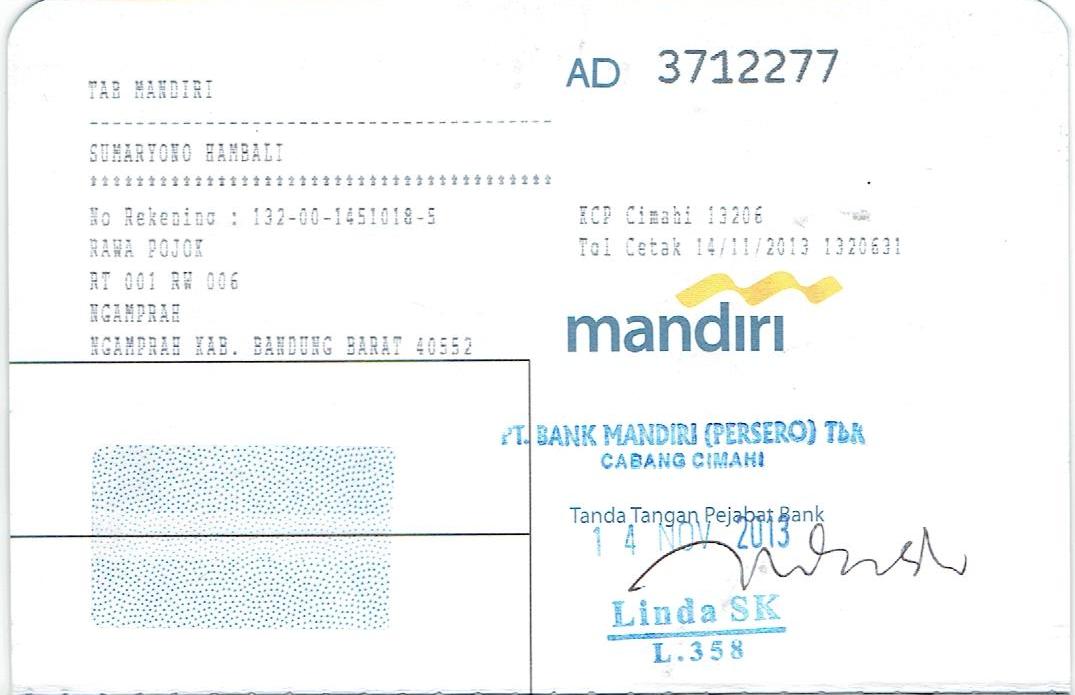 AD 3712277
TAB MANDIRI
SUMARYONO HAMBALI
No Rekening : 132-00-1451018-5
RAWA POJOK
RT 001 RW 006
NGAMPRAH
NGAMPRAH KAB. BANDUNG BARAT 40552
KCP Cimahi 13206
Tgl Cetak 14/11/2013 1320631
mandiri
PT. BANK MANDIRI (PERSERO) Tbk
CABANG CIMAHI
Tanda Tangan Pejabat Bank
14 NOV 2013
Linda SK
L.358